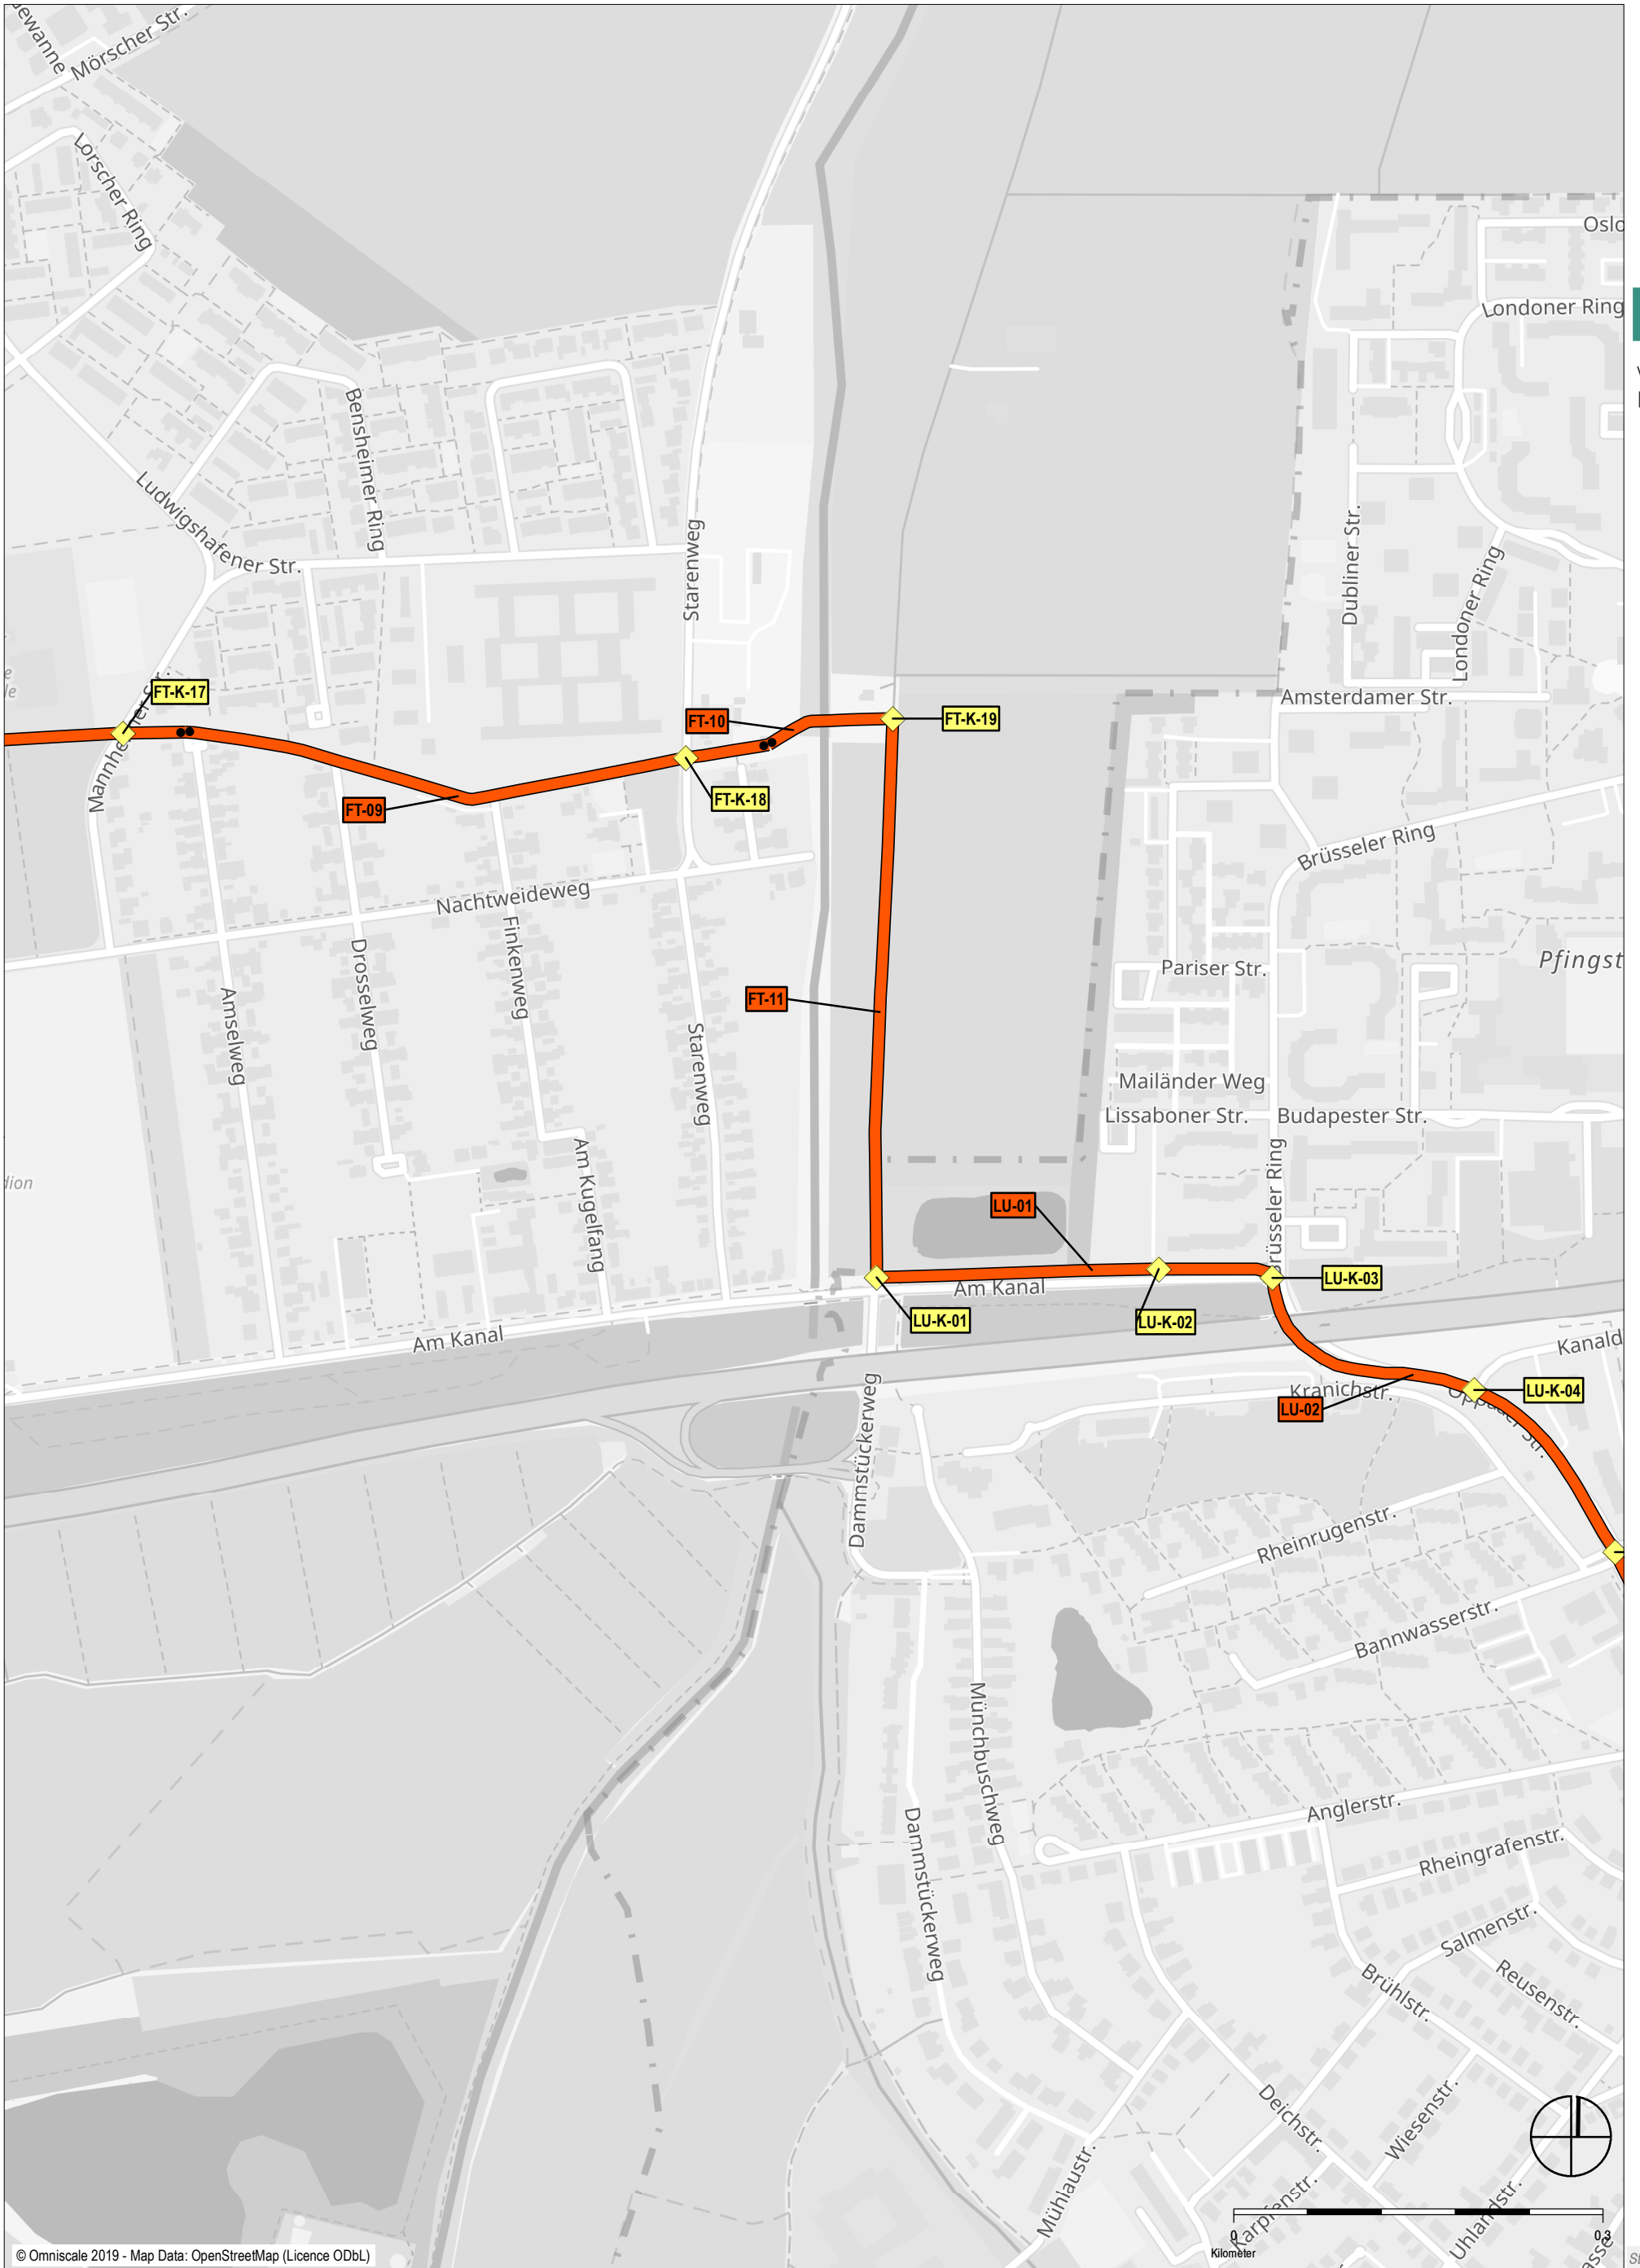 Mörscher Str.
Lorscher Ring
Oslo
Londoner Ring
Bensheimer Ring
Ludwigshafener Str.
Starenweg
Dubliner Str.
Londoner Ring
FT-K-17
FT-10
FT-K-19
Amsterdamer Str.
FT-K-18
FT-09
Brüsseler Ring
Nachtweideweg
Finkenweg
Drosselweg
Amselweg
Pariser Str.
Pfingst
FT-11
Starenweg
Mailänder Weg
Lissaboner Str.
Budapester Str.
Am Kugelfang
LU-01
LU-K-03
Am Kanal
LU-K-01
LU-K-02
Am Kanal
Kanald
Kranichstr.
LU-K-04
LU-02
Dammstückerweg
Rheinrugenstr.
Bannwasserstr.
Münchbuschweg
Anglerstr.
Dammstückerweg
Rheingrafenstr.
Salmenstr.
Brühlstr.
Reusenstr.
Deichstr.
Wiesenstr.
Mühlaustr.
Karpfenstr.
Uhlandstr.
0
0,3
Kilometer
© Omniscale 2019 - Map Data: OpenStreetMap (Licence ODbL)